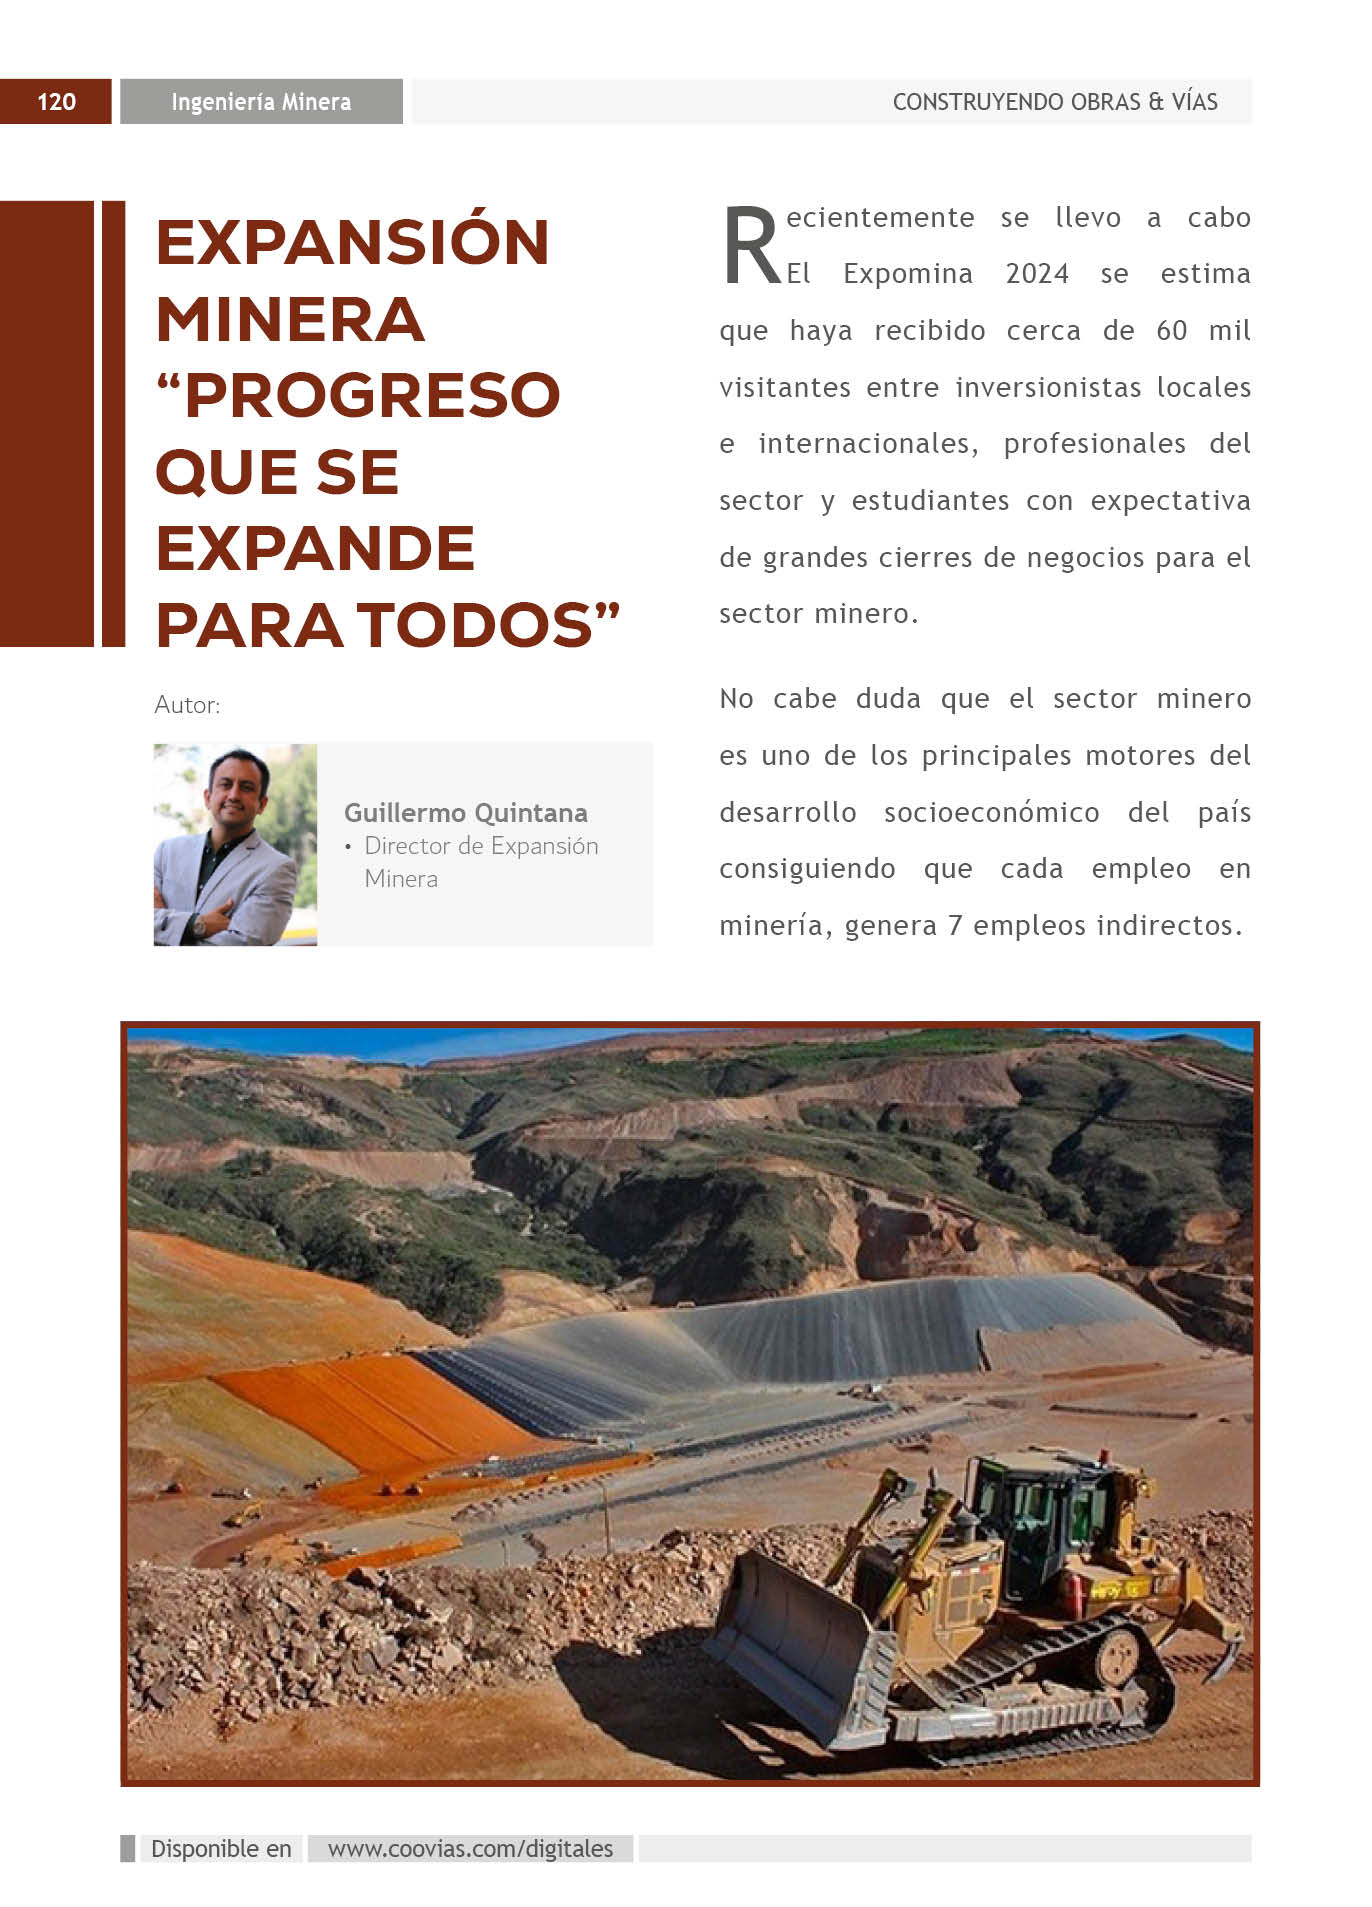 120
Ingeniería Minera
CONSTRUYENDO OBRAS & VÍAS
EXPANSIÓN
MINERA
“PROGRESO
QUE SE
EXPANDE
PARA TODOS”
Autor:
Guillermo Quintana
• Director de Expansión
Minera
Recientemente se llevo a cabo
El Expomina 2024 se estima
que haya recibido cerca de 60 mil
visitantes entre inversionistas locales
e internacionales, profesionales del
sector y estudiantes con expectativa
de grandes cierres de negocios para el
sector minero.
No cabe duda que el sector minero
es uno de los principales motores del
desarrollo socioeconómico del país
consiguiendo que cada empleo en
minería, genera 7 empleos indirectos.
Disponible en
www.coovias.com/digitales